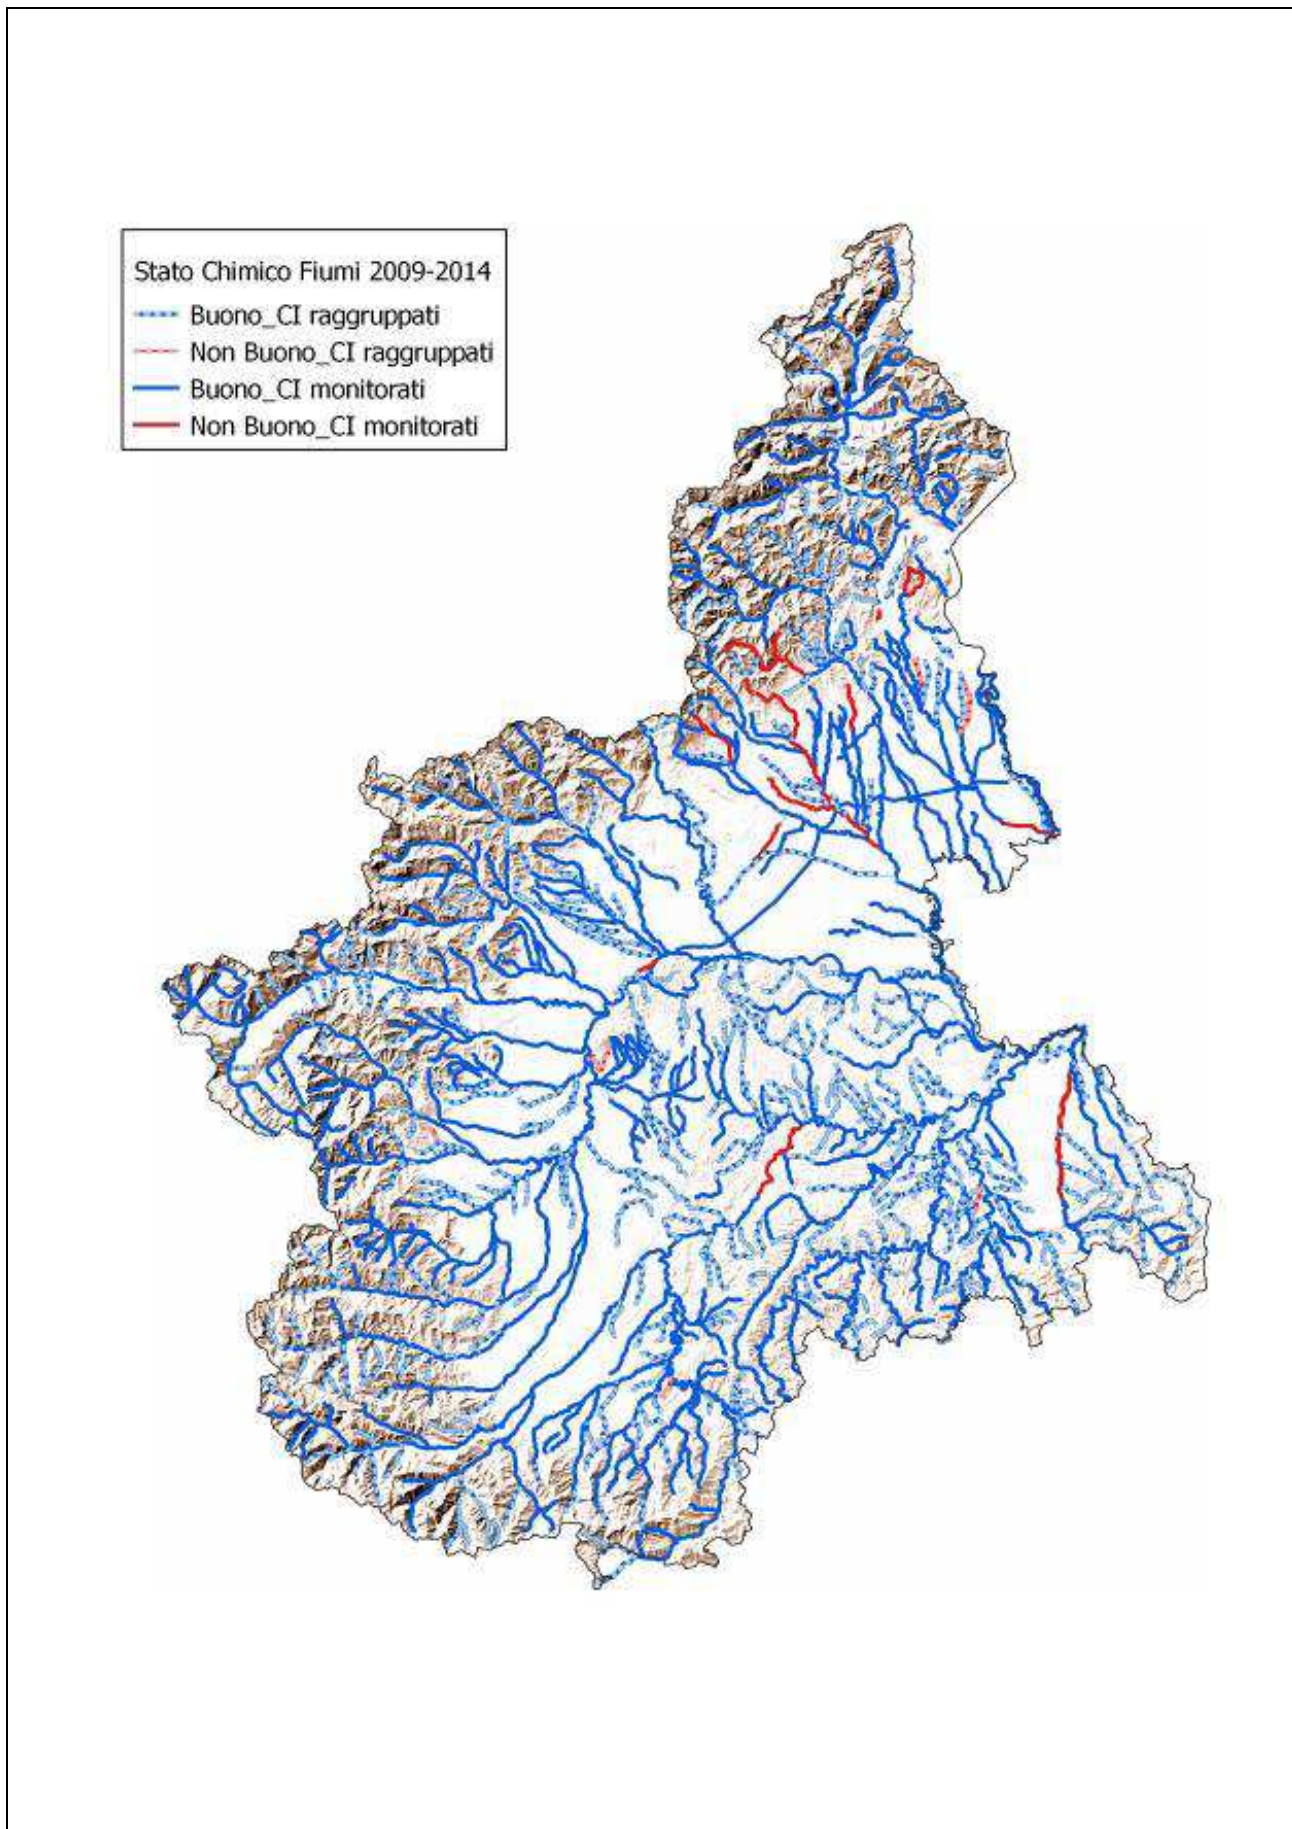 Stato Chimico Fiumi 2009-2014
Buono_CI raggruppati
Non Buono_CI raggruppati
Buono_CI monitorati
Non Buono_CI monitorati